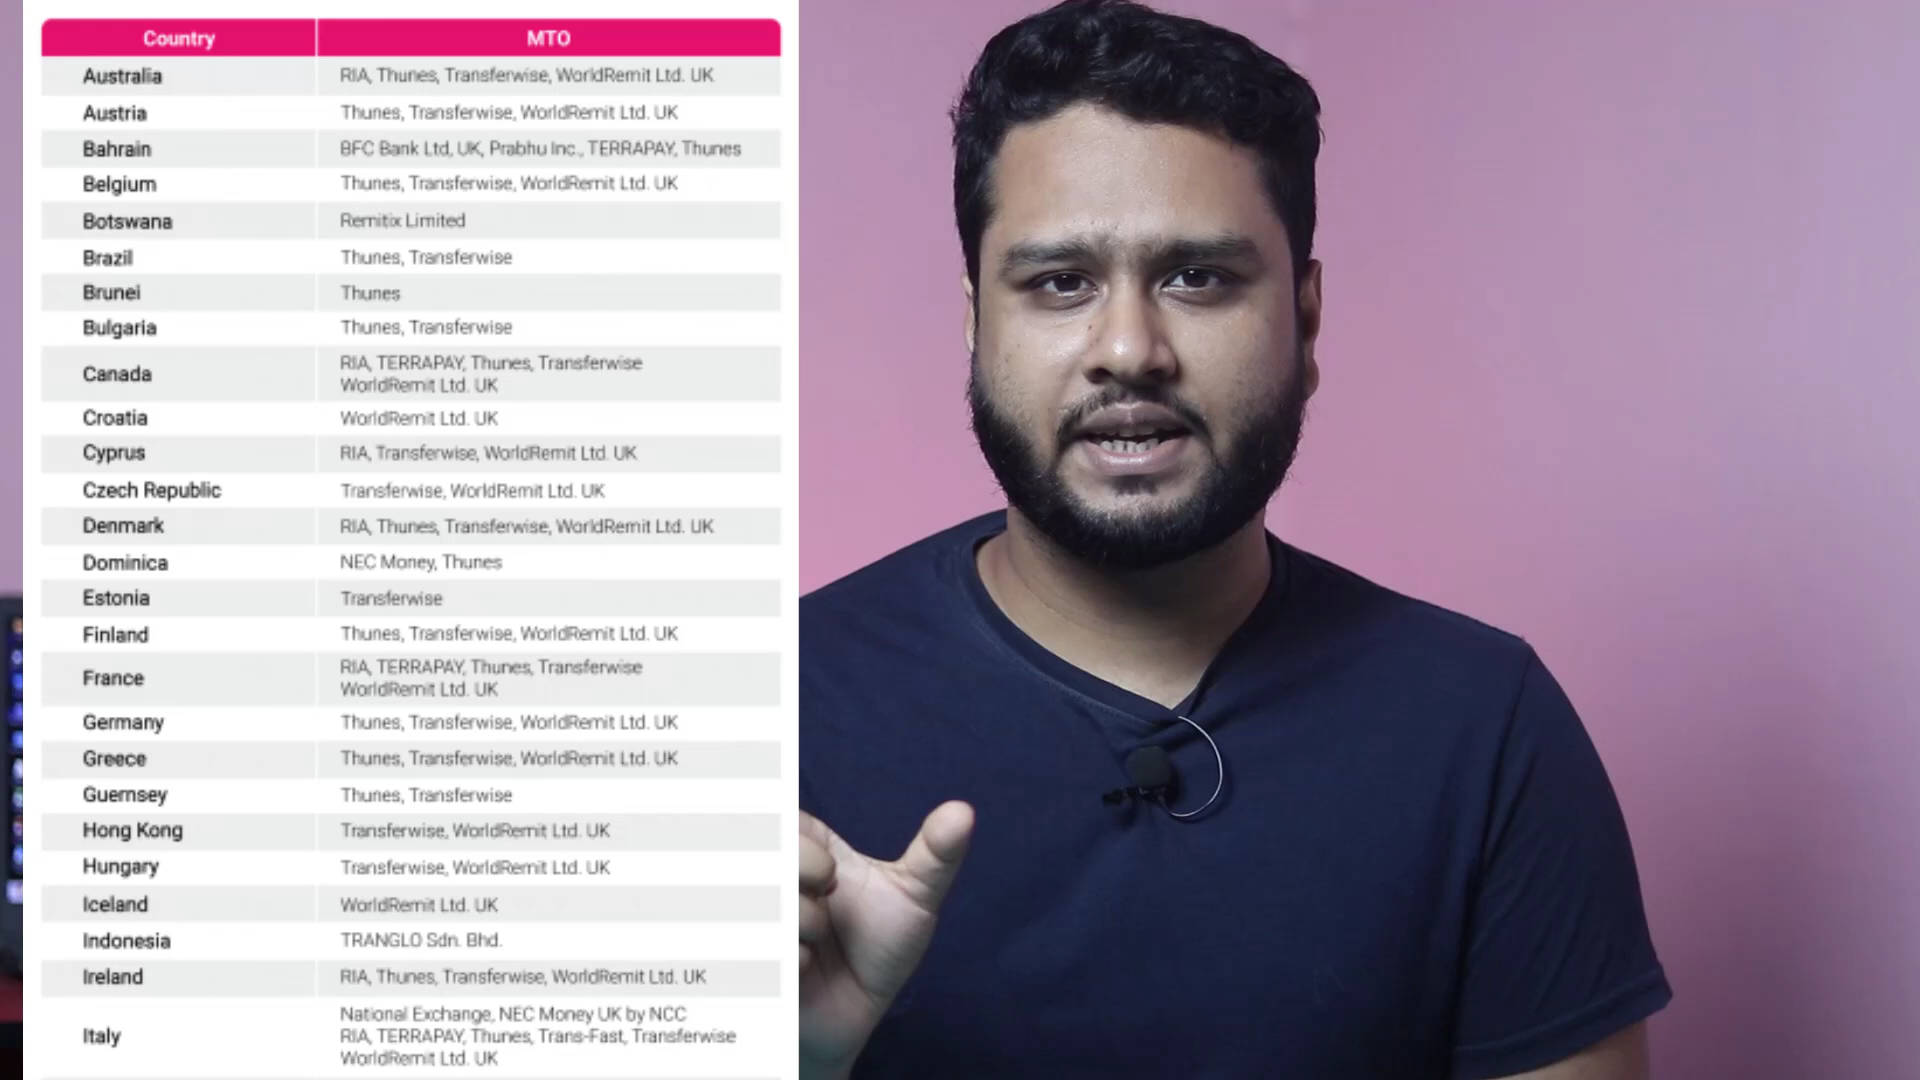 Country MTO
Australia RIA, Thunes, Transferwise, WorldRemit Ltd. UK
Austria Thunes, Transferwise, WorldRemit Ltd. UK
Bahrain BFC Bank Ltd, UK, Prabhu Inc., TERRAPAY, Thunes
Belgium Thunes, Transferwise, WorldRemit Ltd. UK
Botswana Remitix Limited
Brazil Thunes, Transferwise
Brunei Thunes
Bulgaria Thunes, Transferwise
Canada RIA, TERRAPAY, Thunes, Transferwise
WorldRemit Ltd. UK
Croatia WorldRemit Ltd. UK
Cyprus RIA, Transferwise, WorldRemit Ltd. UK
Czech Republic Transferwise, WorldRemit Ltd. UK
Denmark RIA, Thunes, Transferwise, WorldRemit Ltd. UK
Dominica NEC Money, Thunes
Estonia Transferwise
Finland Thunes, Transferwise, WorldRemit Ltd. UK
France RIA, TERRAPAY, Thunes, Transferwise
WorldRemit Ltd. UK
Germany Thunes, Transferwise, WorldRemit Ltd. UK
Greece Thunes, Transferwise, WorldRemit Ltd. UK
Guernsey Thunes, Transferwise
Hong Kong Transferwise, WorldRemit Ltd. UK
Hungary Transferwise, WorldRemit Ltd. UK
Iceland WorldRemit Ltd. UK
Indonesia TRANGLO Sdn. Bhd.
Ireland RIA, Thunes, Transferwise, WorldRemit Ltd. UK
National Exchange, NEC Money UK by NCC
Italy RIA, TERRAPAY, Thunes, Trans-Fast, Transferwise
WorldRemit Ltd. UK